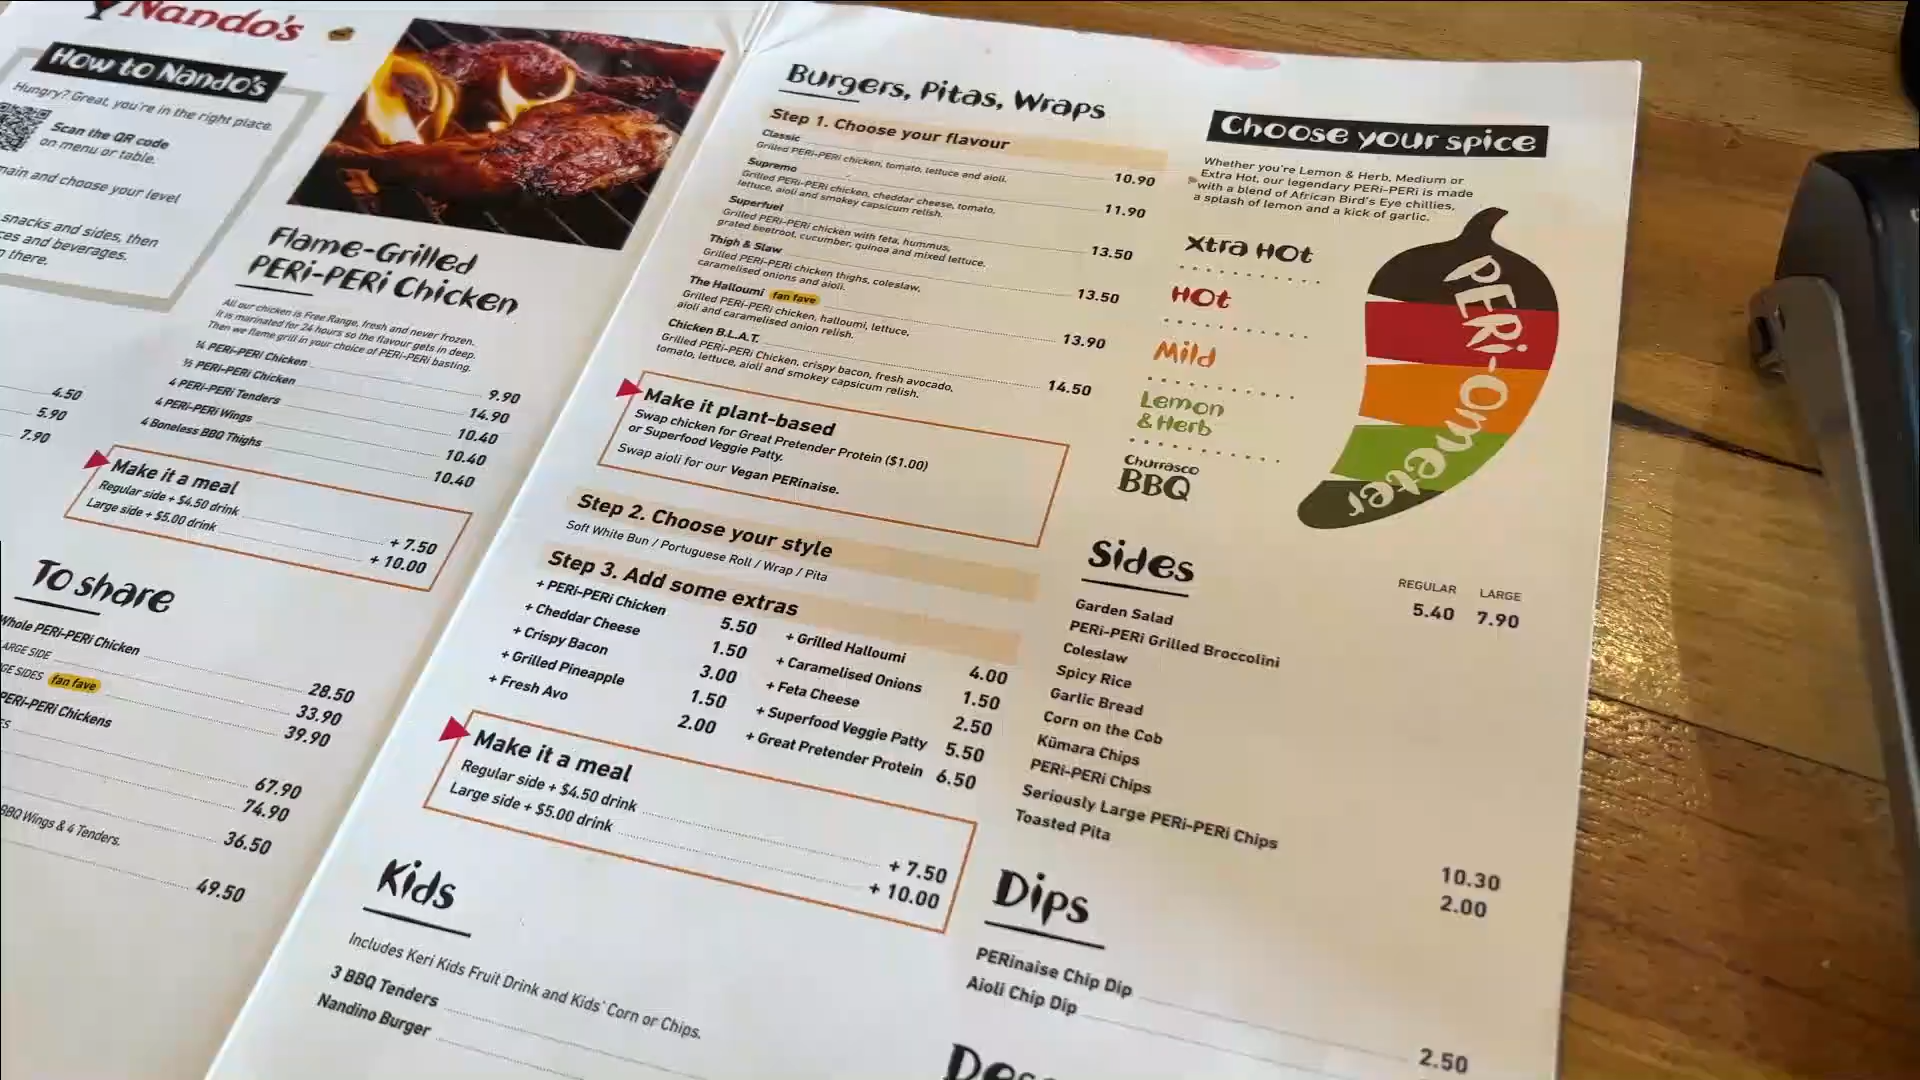 Nando's
How to Nando's
Hungry? Great, you're in the right place.
Scan the QR code
on menu or table.
main and choose your level
snacks and sides, then
and beverages.
there.
4.50
5.90
7.90
Flame-Grilled
PERi-PERi Chicken
All our chicken is Free Range, fresh and never frozen.
It is marinated for 24 hours so the flavour gets in deep.
Then we flame grill in your choice of PERi-PERi basting.
¼ PERi-PERi Chicken 9.90
½ PERi-PERi Chicken 14.90
4 PERi-PERi Tenders 10.40
4 PERi-PERi Wings 10.40
4 Boneless BBQ Thighs 10.40
Make it a meal
Regular side + $4.50 drink + 7.50
Large side + $5.00 drink + 10.00
To share
Whole PERi-PERi Chicken 28.50
LARGE SIDE 33.90
SIDES fan fave 39.90
PERi-PERi Chickens
67.90
74.90
36.50
BBQ Wings & 4 Tenders.
49.50
Burgers, Pitas, Wraps
Step 1. Choose your flavour
Classic 10.90
Grilled PERi-PERi chicken, tomato, lettuce and aioli.
Supremo 11.90
Grilled PERi-PERi chicken, cheddar cheese, tomato,
lettuce, aioli and smokey capsicum relish.
Superfuel 13.50
Grilled PERi-PERi chicken with feta, hummus,
grated beetroot, cucumber, quinoa and mixed lettuce.
Thigh & Slaw 13.50
Grilled PERi-PERi chicken thighs, coleslaw,
caramelised onions and aioli.
The Halloumi fan fave 13.90
Grilled PERi-PERi chicken, halloumi, lettuce,
aioli and caramelised onion relish.
Chicken B.L.A.T. 14.50
Grilled PERi-PERi Chicken, crispy bacon, fresh avocado,
tomato, lettuce, aioli and smokey capsicum relish.
Make it plant-based
Swap chicken for Great Pretender Protein ($1.00)
or Superfood Veggie Patty.
Swap aioli for our Vegan PERinaise.
Step 2. Choose your style
Soft White Bun / Portuguese Roll / Wrap / Pita
Step 3. Add some extras
+ PERi-PERi Chicken 5.50
+ Cheddar Cheese 1.50
+ Crispy Bacon 3.00
+ Grilled Pineapple 1.50
+ Fresh Avo 2.00
+ Grilled Halloumi 4.00
+ Caramelised Onions 1.50
+ Feta Cheese 2.50
+ Superfood Veggie Patty 5.50
+ Great Pretender Protein 6.50
Make it a meal
Regular side + $4.50 drink + 7.50
Large side + $5.00 drink + 10.00
Kids
Includes Keri Kids Fruit Drink and Kids' Corn or Chips.
3 BBQ Tenders
Nandino Burger
Choose your spice
Whether you're Lemon & Herb, Medium or
Extra Hot, our legendary PERi-PERi is made
with a blend of African Bird's Eye chillies,
a splash of lemon and a kick of garlic.
Xtra HOt
HOt
Mild
Lemon
& Herb
Churrasco
BBQ
PERi-Ometer
Sides
REGULAR LARGE
5.40 7.90
Garden Salad
PERi-PERi Grilled Broccolini
Coleslaw
Spicy Rice
Garlic Bread
Corn on the Cob
Kūmara Chips
PERi-PERi Chips
Seriously Large PERi-PERi Chips 10.30
Toasted Pita 2.00
Dips
PERinaise Chip Dip 2.50
Aioli Chip Dip